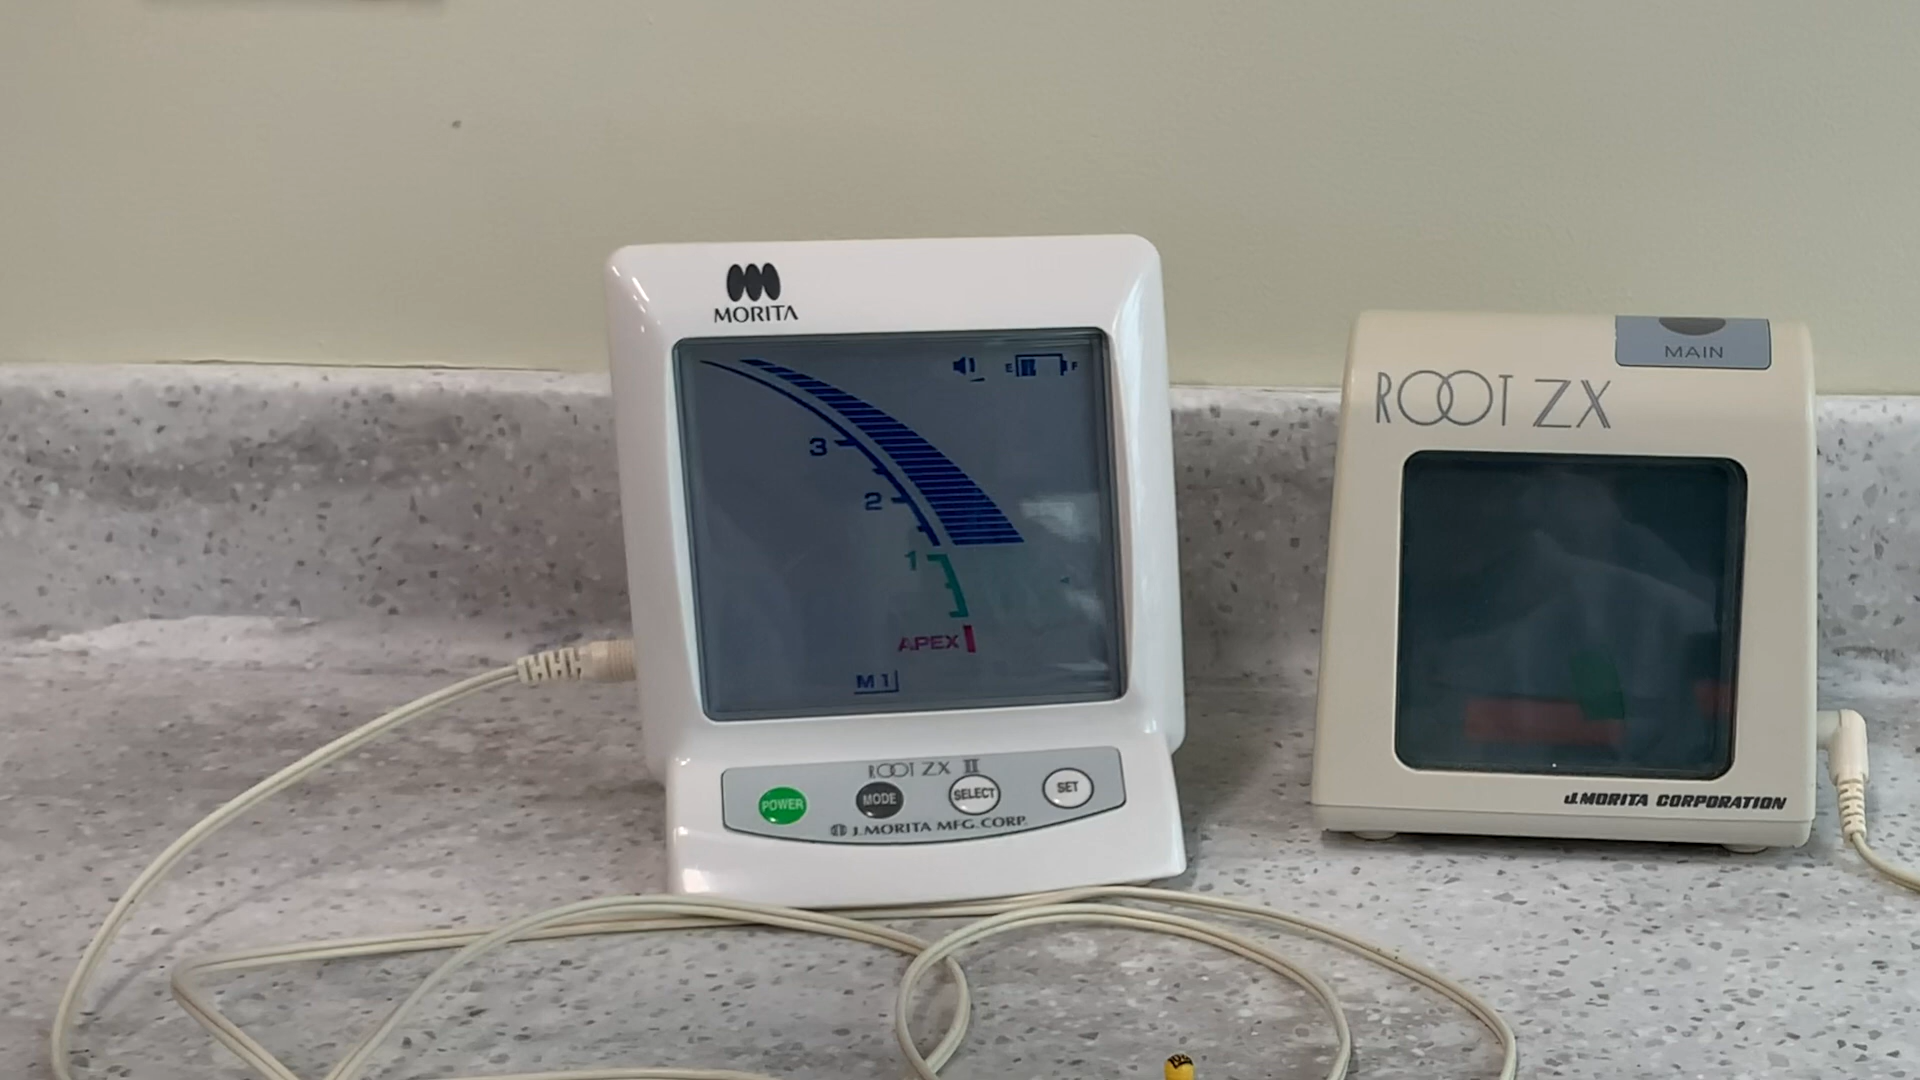 MORITA
E F
3
2
1
APEX
M1
ROOT ZX II
POWER
MODE
SELECT
SET
J.MORITA MFG.CORP.
MAIN
ROOT ZX
J.MORITA CORPORATION